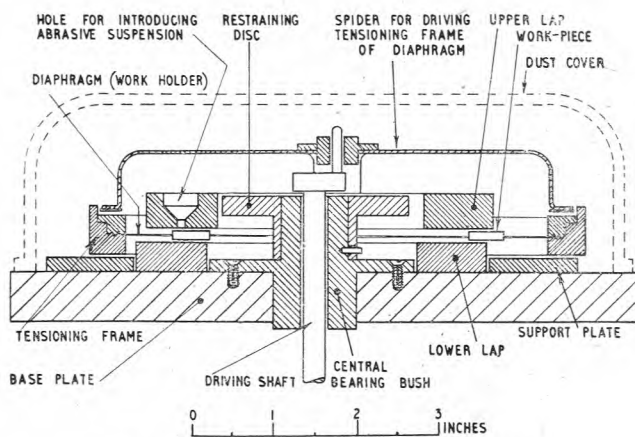 HOLE FOR INTRODUCING
ABRASIVE SUSPENSION
RESTRAINING
DISC
SPIDER FOR DRIVING
TENSIONING FRAME
OF DIAPHRAGM
UPPER LAP
WORK-PIECE
DUST COVER
DIAPHRAGM (WORK HOLDER)
TENSIONING FRAME
BASE PLATE
DRIVING SHAFT
CENTRAL
BEARING BUSH
LOWER LAP
SUPPORT PLATE
0 1 2 3
INCHES